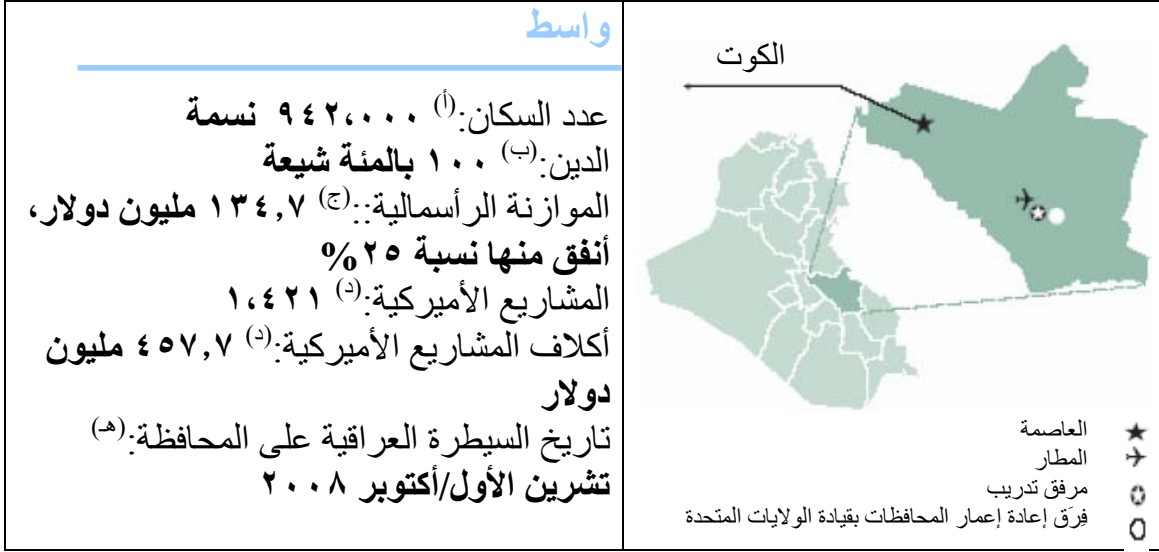 واسط
عدد السكان:(أ) ٩٤٢،٠٠٠ نسمة
الدين:(ب) ١٠٠ بالمئة شيعة
الموازنة الرأسمالية::(ج) ١٣٤,٧ مليون دولار،
أنفق منها نسبة ٢٥%
المشاريع الأميركية:(د) ١،٤٢١
أكلاف المشاريع الأميركية:(د) ٤٥٧,٧ مليون
دولار
تاريخ السيطرة العراقية على المحافظة:(هـ)
تشرين الأول/أكتوبر ٢٠٠٨
الكوت
العاصمة
المطار
مرفق تدريب
فِرَق إعادة إعمار المحافظات بقيادة الولايات المتحدة